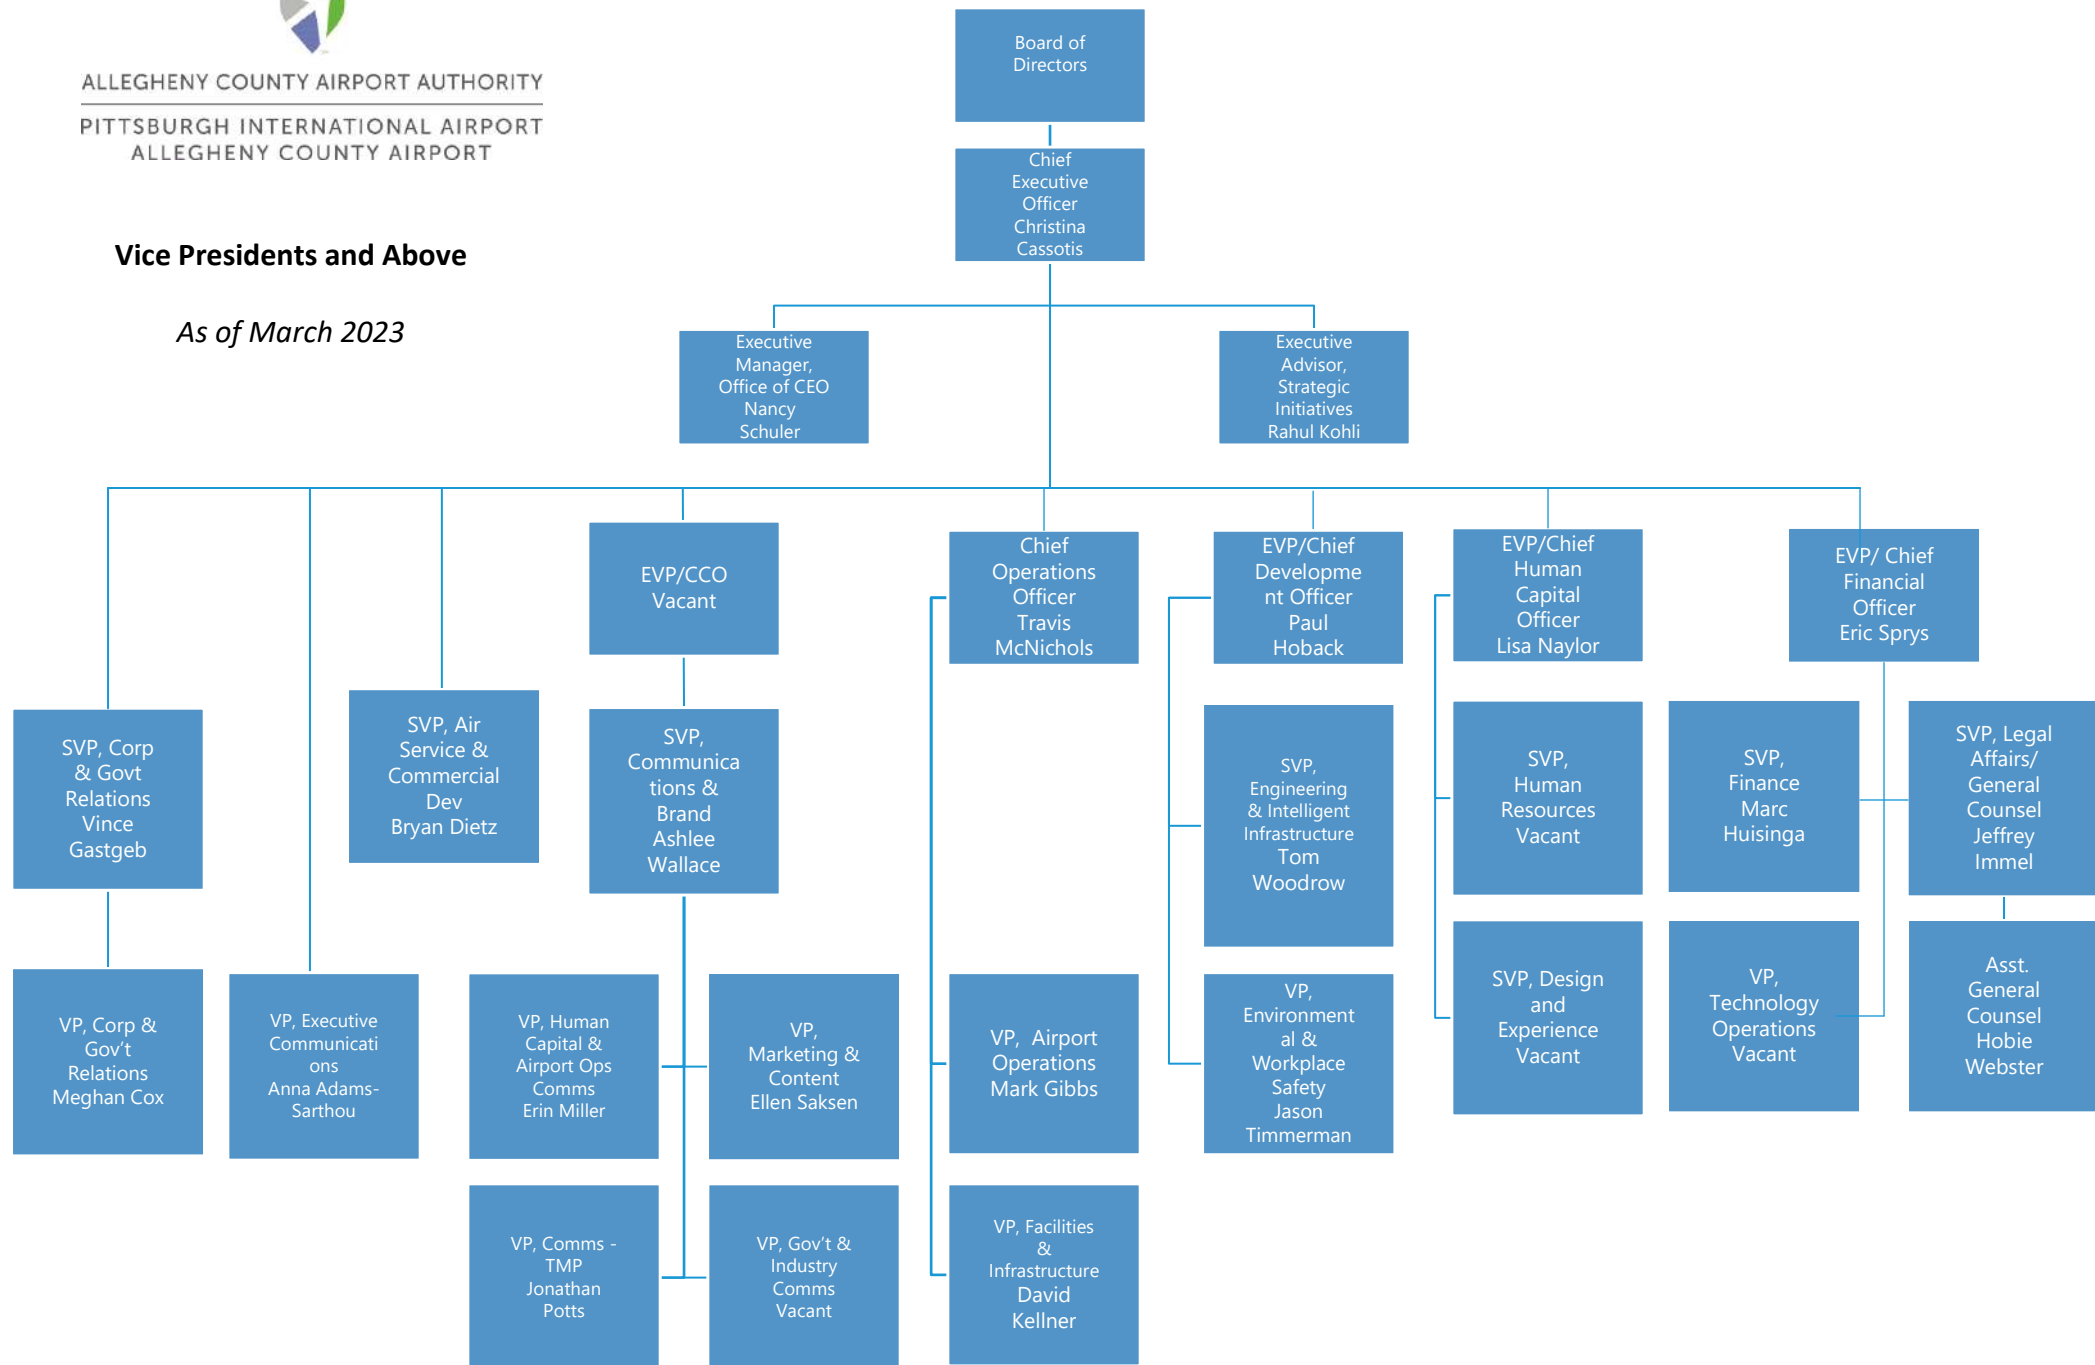 ALLEGHENY COUNTY AIRPORT AUTHORITY
PITTSBURGH INTERNATIONAL AIRPORT
ALLEGHENY COUNTY AIRPORT
Vice Presidents and Above
As of March 2023
Board of
Directors
Chief
Executive
Officer
Christina
Cassotis
Executive
Manager,
Office of CEO
Nancy
Schuler
Executive
Advisor,
Strategic
Initiatives
Rahul Kohli
EVP/CCO
Vacant
Chief
Operations
Officer
Travis
McNichols
EVP/Chief
Developme
nt Officer
Paul
Hoback
EVP/Chief
Human
Capital
Officer
Lisa Naylor
EVP/ Chief
Financial
Officer
Eric Sprys
SVP, Corp
& Govt
Relations
Vince
Gastgeb
SVP, Air
Service &
Commercial
Dev
Bryan Dietz
SVP,
Communica
tions &
Brand
Ashlee
Wallace
SVP,
Engineering
& Intelligent
Infrastructure
Tom
Woodrow
SVP,
Human
Resources
Vacant
SVP,
Finance
Marc
Huisinga
SVP, Legal
Affairs/
General
Counsel
Jeffrey
Immel
VP, Corp &
Gov’t
Relations
Meghan Cox
VP, Executive
Communicati
ons
Anna Adams-
Sarthou
VP, Human
Capital &
Airport Ops
Comms
Erin Miller
VP,
Marketing &
Content
Ellen Saksen
VP, Airport
Operations
Mark Gibbs
VP,
Environment
al &
Workplace
Safety
Jason
Timmerman
SVP, Design
and
Experience
Vacant
VP,
Technology
Operations
Vacant
Asst.
General
Counsel
Hobie
Webster
VP, Comms -
TMP
Jonathan
Potts
VP, Gov’t &
Industry
Comms
Vacant
VP, Facilities
&
Infrastructure
David
Kellner